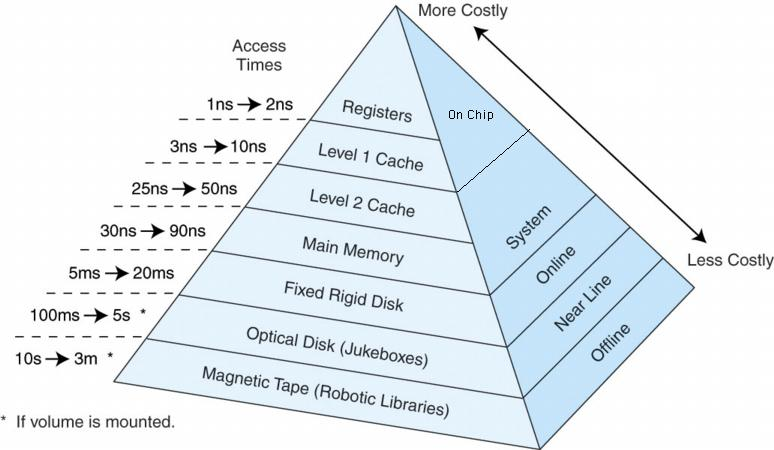 More Costly
Access
Times
1ns → 2ns
Registers
On Chip
3ns → 10ns
Level 1 Cache
25ns → 50ns
Level 2 Cache
System
30ns → 90ns
Main Memory
Online
Less Costly
5ms → 20ms
Fixed Rigid Disk
Near Line
100ms → 5s *
Optical Disk (Jukeboxes)
Offline
10s → 3m *
Magnetic Tape (Robotic Libraries)
* If volume is mounted.